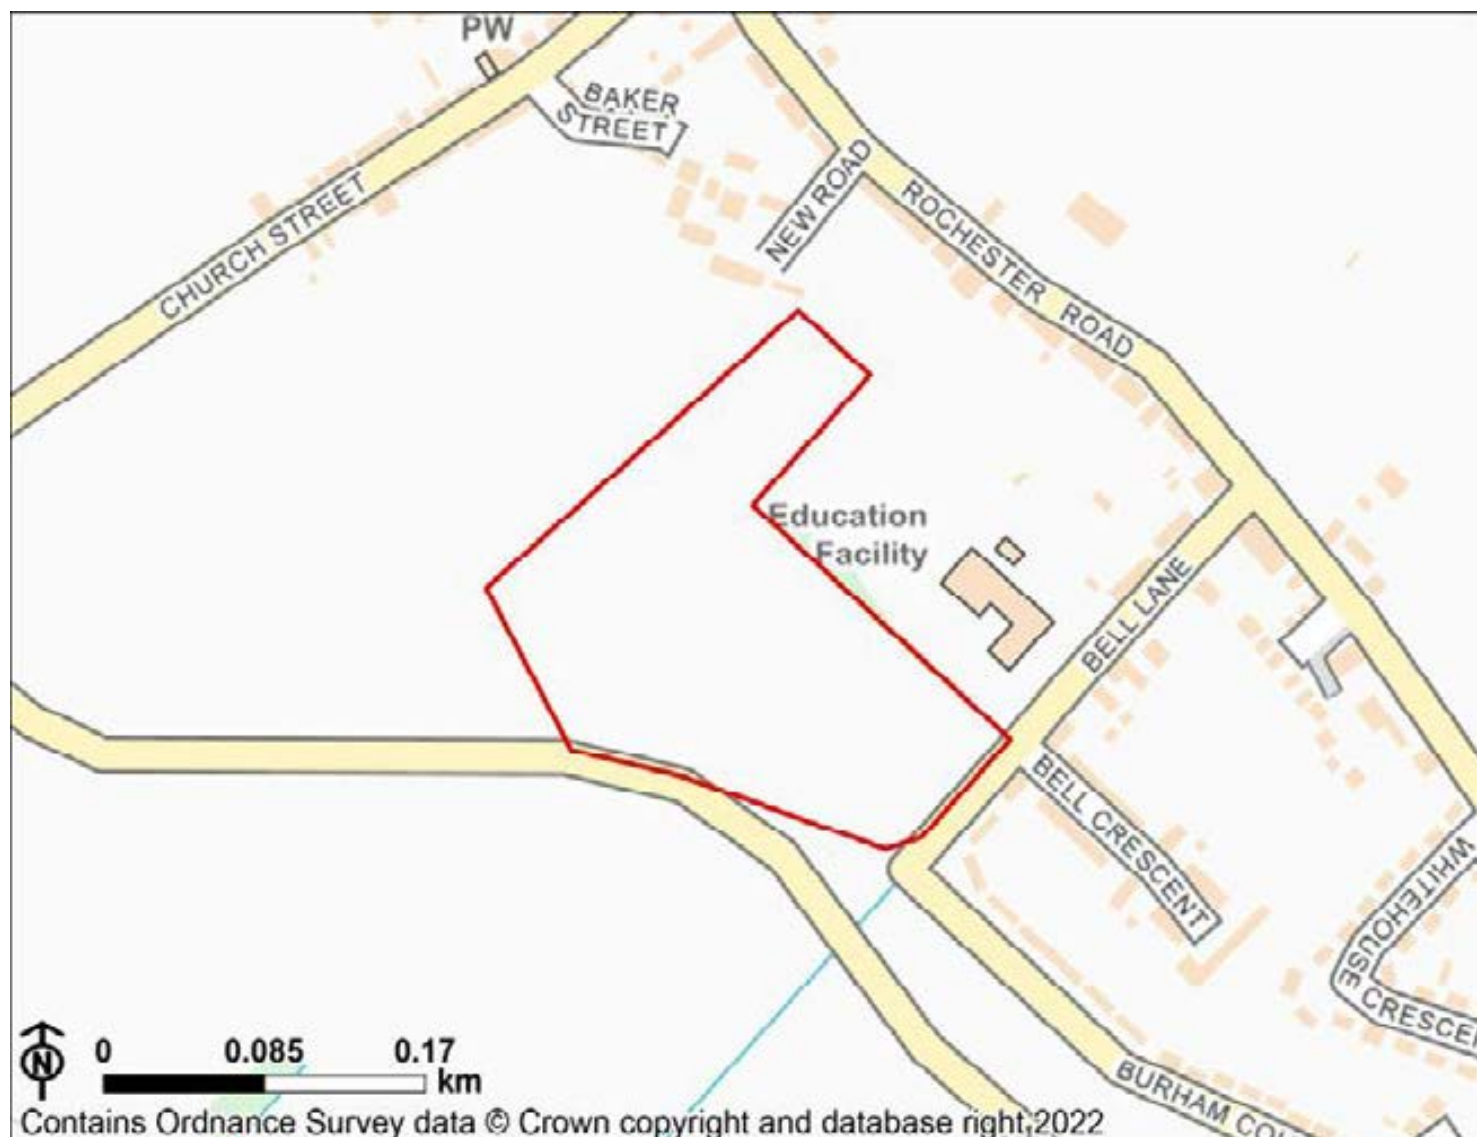 PW
BAKER
STREET
NEW ROAD
CHURCH STREET
ROCHESTER ROAD
Education
Facility
BELL LANE
BELL CRESCENT
WHITEHOUSE
CRESCE
BURHAM COU
N
0 0.085 0.17
km
Contains Ordnance Survey data © Crown copyright and database right 2022